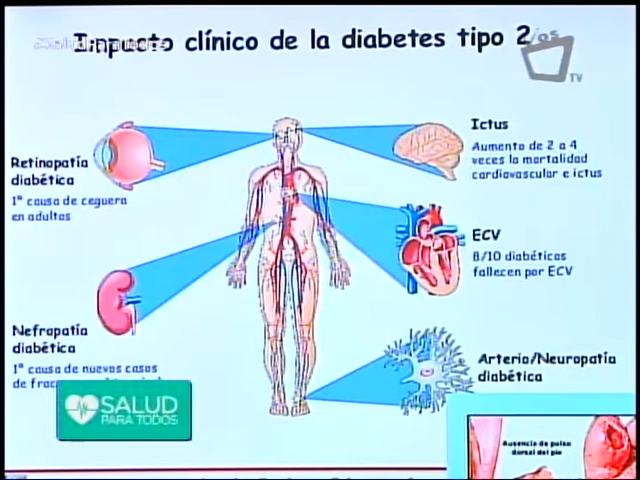 Impacto clínico de la diabetes tipo 2
TV
Ictus
Aumento de 2 a 4
veces la mortalidad
cardiovascular e ictus
Retinopatía
diabética
1ª causa de ceguera
en adultos
ECV
8/10 diabéticos
fallecen por ECV
Nefropatía
diabética
1ª causa de nuevos casos
de
Arterio/Neuropatía
diabética
SALUD
PARA TODOS
Ausencia de pulso
dorsal del pie